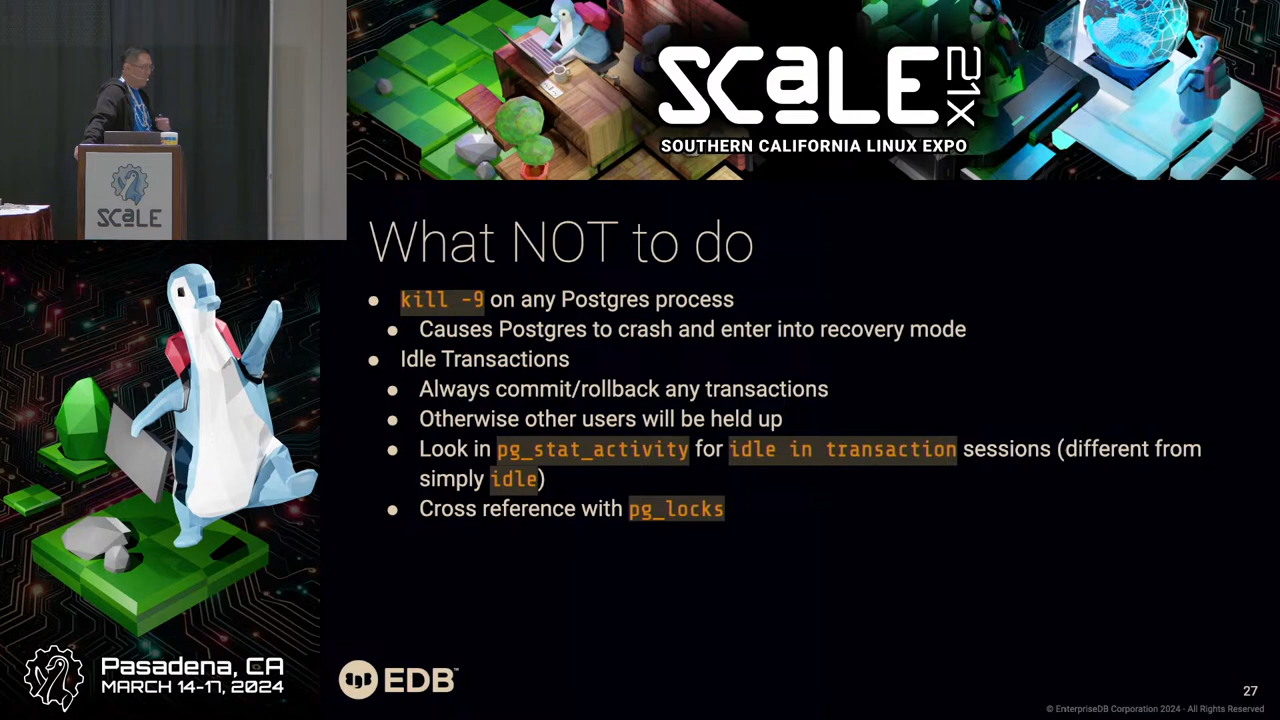 SCaLE
SCaLE 21X
SOUTHERN CALIFORNIA LINUX EXPO
What NOT to do
• kill -9 on any Postgres process
• Causes Postgres to crash and enter into recovery mode
• Idle Transactions
• Always commit/rollback any transactions
• Otherwise other users will be held up
• Look in pg_stat_activity for idle in transaction sessions (different from
simply idle)
• Cross reference with pg_locks
Pasadena, CA
MARCH 14-17, 2024
EDB™
27
© EnterpriseDB Corporation 2024 - All Rights Reserved